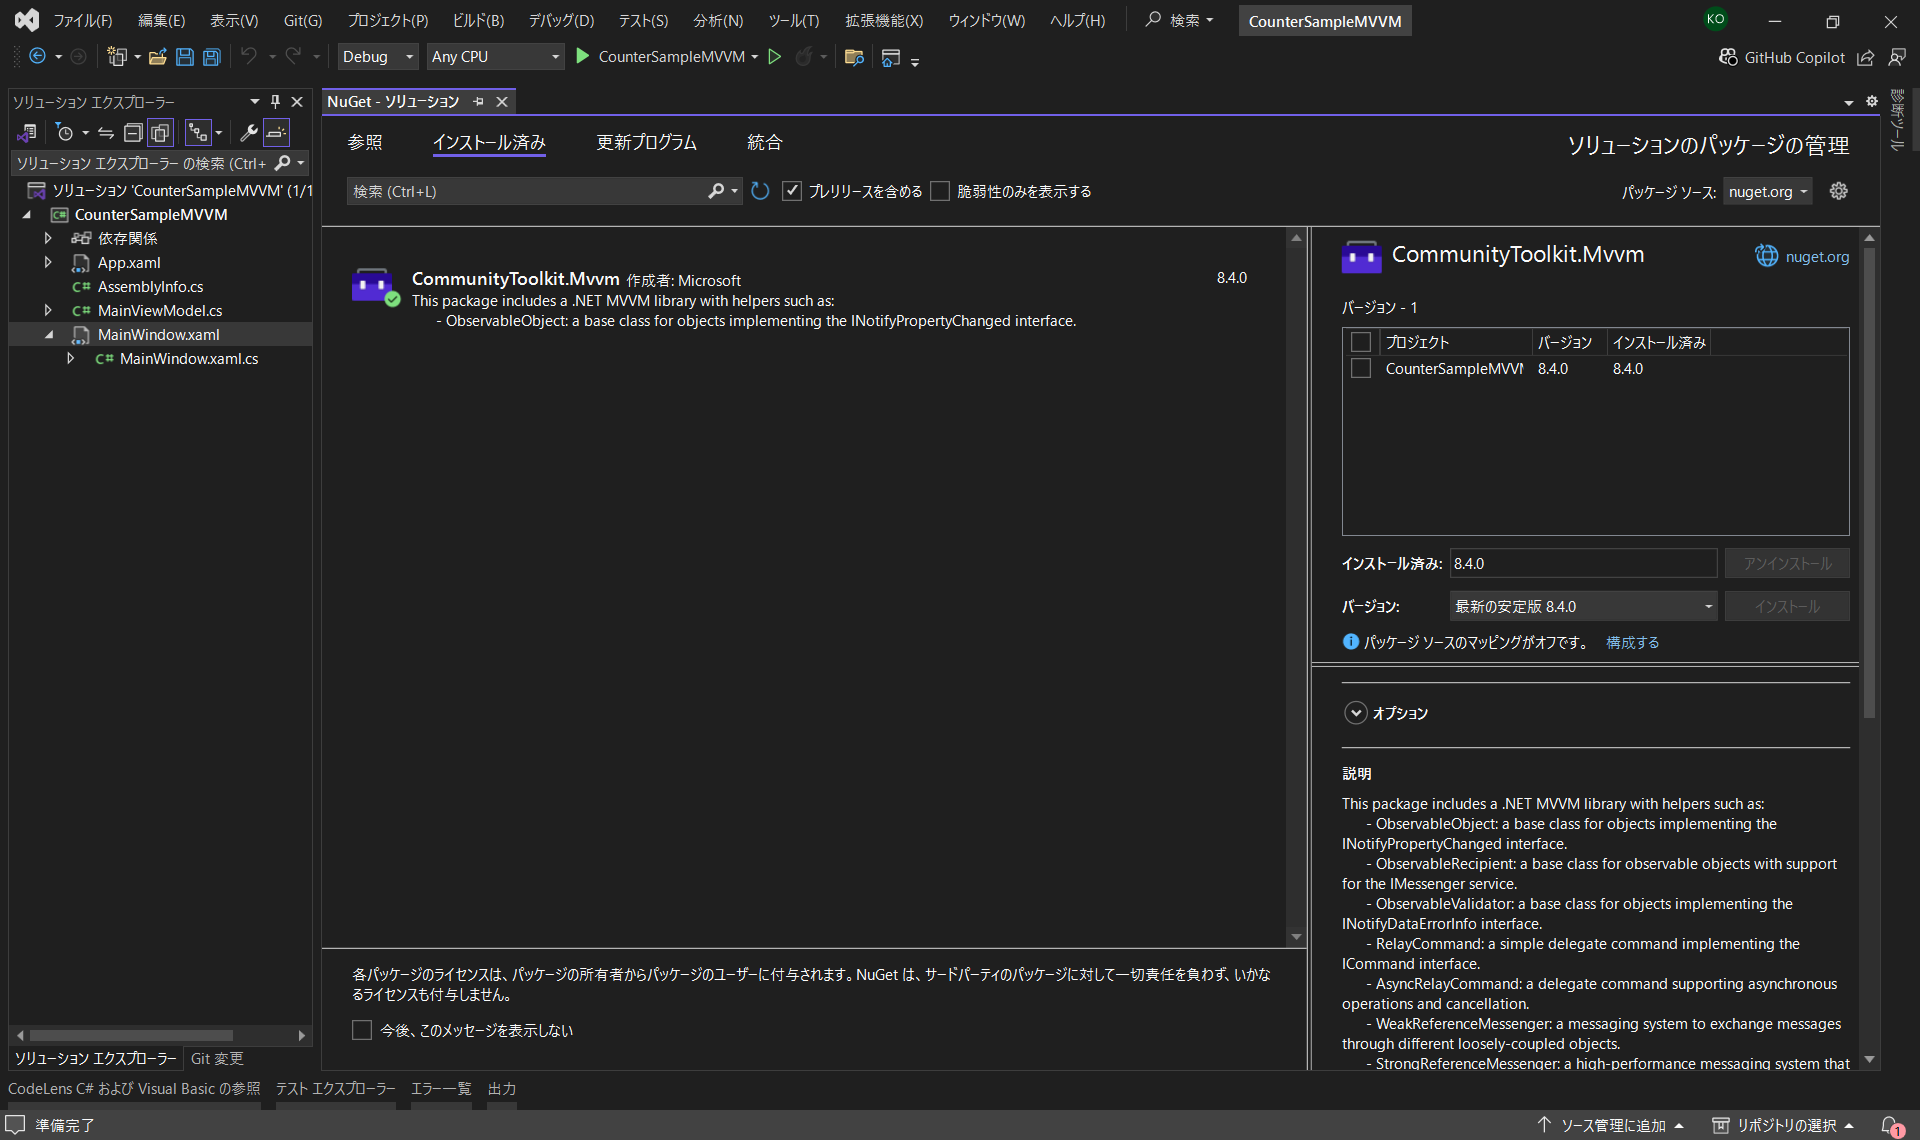 ファイル(F) 編集(E) 表示(V) Git(G) プロジェクト(P) ビルド(B) デバッグ(D) テスト(S) 分析(N) ツール(T) 拡張機能(X) ウィンドウ(W) ヘルプ(H) 検索 CounterSampleMVVM KO
Debug Any CPU CounterSampleMVVM GitHub Copilot
ソリューション エクスプローラー
NuGet - ソリューション
診断ツール
参照 インストール済み 更新プログラム 統合 ソリューションのパッケージの管理
ソリューション エクスプローラー の検索 (Ctrl+
検索 (Ctrl+L) プレリリースを含める 脆弱性のみを表示する パッケージ ソース: nuget.org
ソリューション 'CounterSampleMVVM' (1/1
CounterSampleMVVM
依存関係
App.xaml
AssemblyInfo.cs
MainViewModel.cs
MainWindow.xaml
MainWindow.xaml.cs
CommunityToolkit.Mvvm 作成者: Microsoft 8.4.0
This package includes a .NET MVVM library with helpers such as:
- ObservableObject: a base class for objects implementing the INotifyPropertyChanged interface.
CommunityToolkit.Mvvm nuget.org
バージョン - 1
プロジェクト バージョン インストール済み
CounterSampleMVVM 8.4.0 8.4.0
インストール済み: 8.4.0 アンインストール
バージョン: 最新の安定版 8.4.0 インストール
パッケージ ソースのマッピングがオフです。 構成する
オプション
説明
This package includes a .NET MVVM library with helpers such as:
- ObservableObject: a base class for objects implementing the
INotifyPropertyChanged interface.
- ObservableRecipient: a base class for observable objects with support
for the IMessenger service.
- ObservableValidator: a base class for objects implementing the
INotifyDataErrorInfo interface.
- RelayCommand: a simple delegate command implementing the
ICommand interface.
- AsyncRelayCommand: a delegate command supporting asynchronous
operations and cancellation.
- WeakReferenceMessenger: a messaging system to exchange messages
through different loosely-coupled objects.
- StrongReferenceMessenger: a high-performance messaging system that
各パッケージのライセンスは、パッケージの所有者からパッケージのユーザーに付与されます。NuGet は、サードパーティのパッケージに対して一切責任を負わず、いかな
るライセンスも付与しません。
今後、このメッセージを表示しない
ソリューション エクスプローラー Git 変更
CodeLens C# および Visual Basic の参照 テスト エクスプローラー エラー一覧 出力
準備完了 ソース管理に追加 リポジトリの選択 1